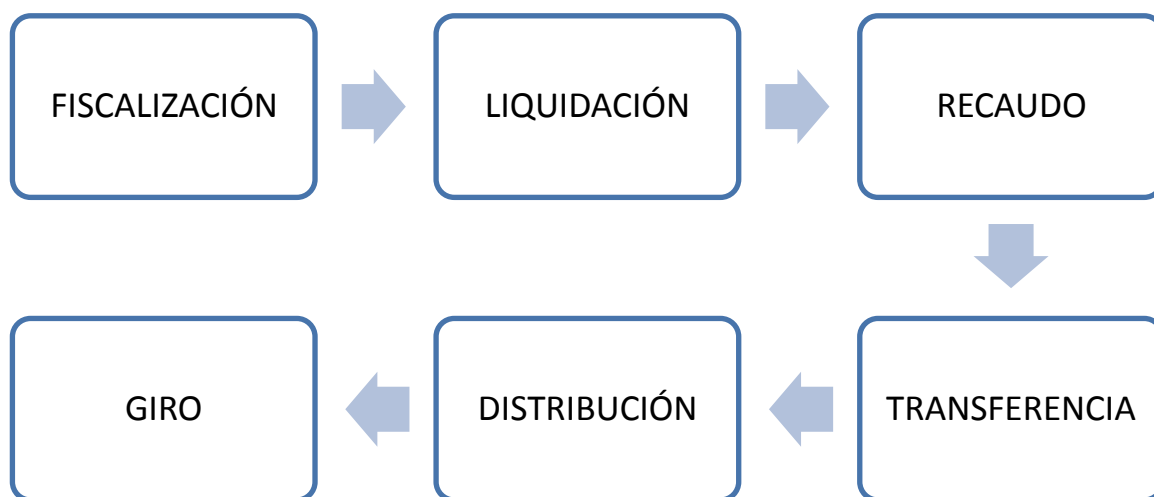 FISCALIZACIÓN
LIQUIDACIÓN
RECAUDO
TRANSFERENCIA
DISTRIBUCIÓN
GIRO